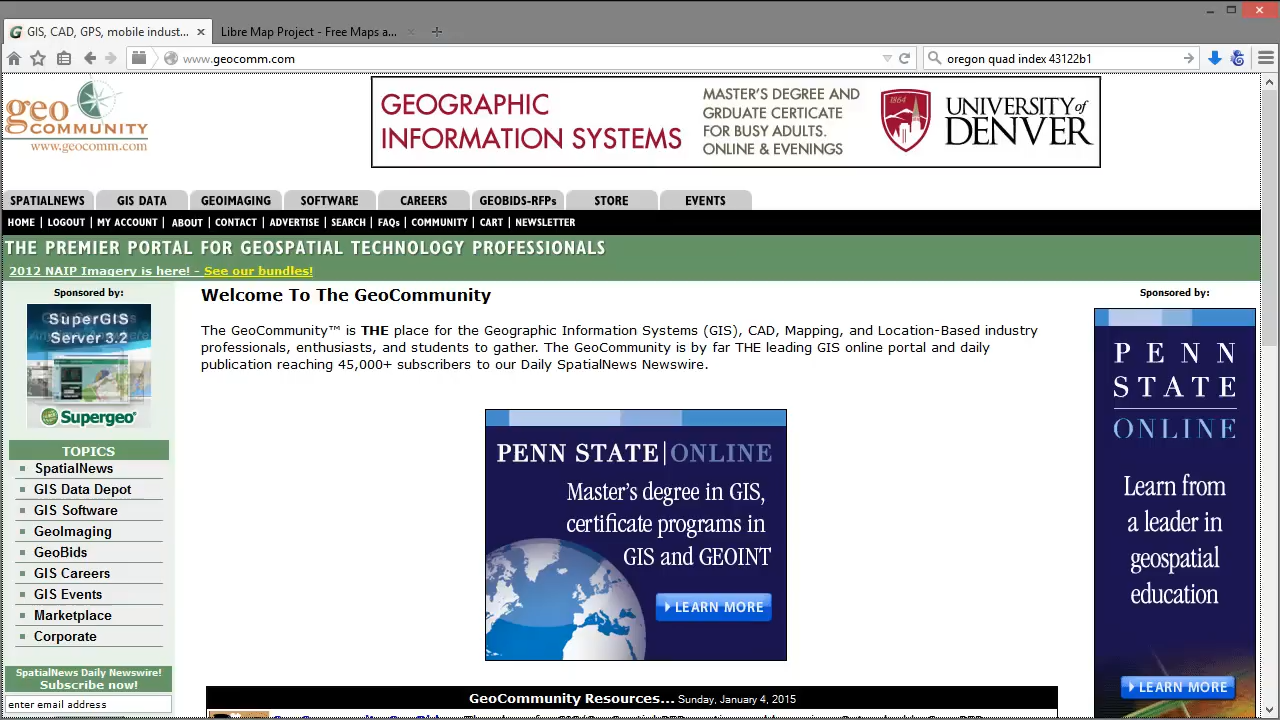 GIS, CAD, GPS, mobile indust...
Libre Map Project - Free Maps a...
www.geocomm.com
oregon quad index 43122b1
geo
COMMUNITY
www.geocomm.com
GEOGRAPHIC
INFORMATION SYSTEMS
MASTER'S DEGREE AND
GRDUATE CERTICATE
FOR BUSY ADULTS.
ONLINE & EVENINGS
1864
UNIVERSITY of
DENVER
SPATIALNEWS
GIS DATA
GEOIMAGING
SOFTWARE
CAREERS
GEOBIDS-RFPs
STORE
EVENTS
HOME | LOGOUT | MY ACCOUNT | ABOUT | CONTACT | ADVERTISE | SEARCH | FAQs | COMMUNITY | CART | NEWSLETTER
THE PREMIER PORTAL FOR GEOSPATIAL TECHNOLOGY PROFESSIONALS
2012 NAIP Imagery is here! - See our bundles!
Sponsored by:
SuperGIS
Server 3.2
Supergeo
TOPICS
SpatialNews
GIS Data Depot
GIS Software
GeoImaging
GeoBids
GIS Careers
GIS Events
Marketplace
Corporate
SpatialNews Daily Newswire!
Subscribe now!
enter email address
Welcome To The GeoCommunity
The GeoCommunity™ is THE place for the Geographic Information Systems (GIS), CAD, Mapping, and Location-Based industry
professionals, enthusiasts, and students to gather. The GeoCommunity is by far THE leading GIS online portal and daily
publication reaching 45,000+ subscribers to our Daily SpatialNews Newswire.
PENN STATE | ONLINE
Master's degree in GIS,
certificate programs in
GIS and GEOINT
LEARN MORE
GeoCommunity Resources... Sunday, January 4, 2015
Sponsored by:
PENN
STATE
ONLINE
Learn from
a leader in
geospatial
education
LEARN MORE